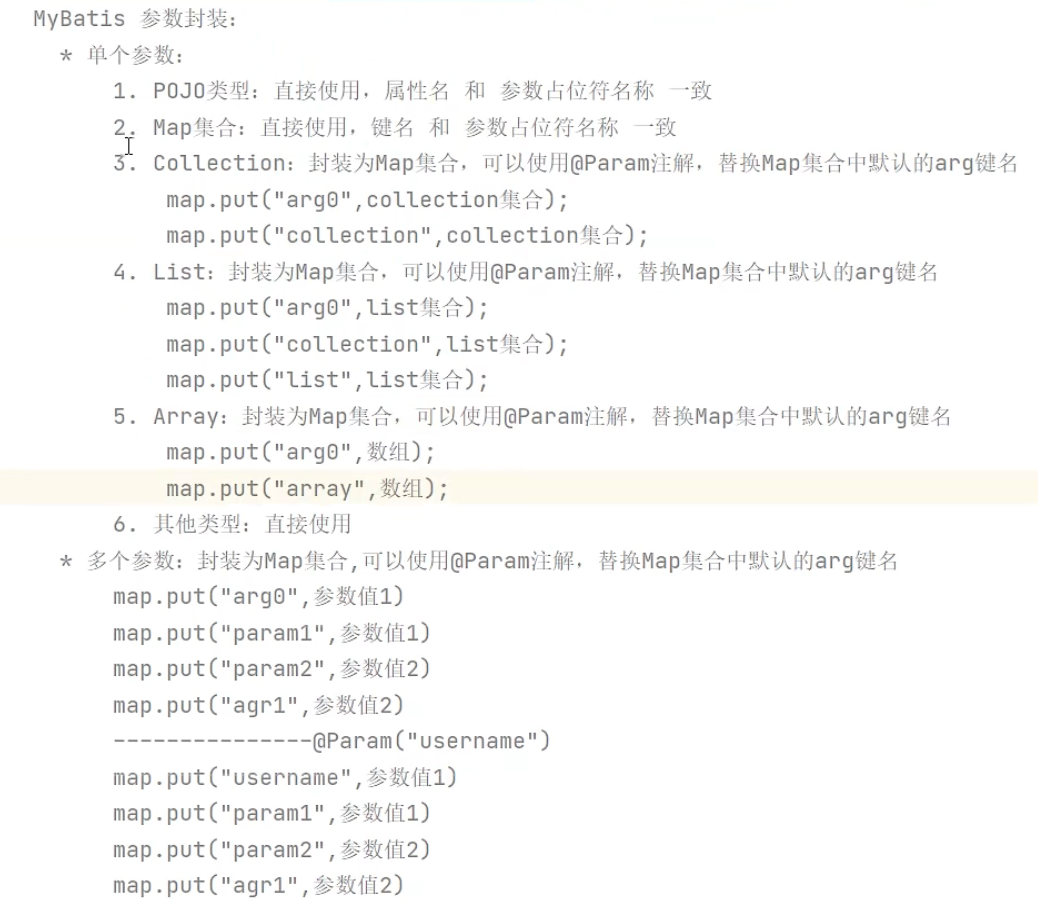 MyBatis 参数封装：
* 单个参数：
1. POJO类型：直接使用，属性名 和 参数占位符名称 一致
2. Map集合：直接使用，键名 和 参数占位符名称 一致
3. Collection：封装为Map集合，可以使用@Param注解，替换Map集合中默认的arg键名
map.put("arg0",collection集合);
map.put("collection",collection集合);
4. List：封装为Map集合，可以使用@Param注解，替换Map集合中默认的arg键名
map.put("arg0",list集合);
map.put("collection",list集合);
map.put("list",list集合);
5. Array：封装为Map集合，可以使用@Param注解，替换Map集合中默认的arg键名
map.put("arg0",数组);
map.put("array",数组);
6. 其他类型：直接使用
* 多个参数：封装为Map集合,可以使用@Param注解，替换Map集合中默认的arg键名
map.put("arg0",参数值1)
map.put("param1",参数值1)
map.put("param2",参数值2)
map.put("agr1",参数值2)
---------------@Param("username")
map.put("username",参数值1)
map.put("param1",参数值1)
map.put("param2",参数值2)
map.put("agr1",参数值2)